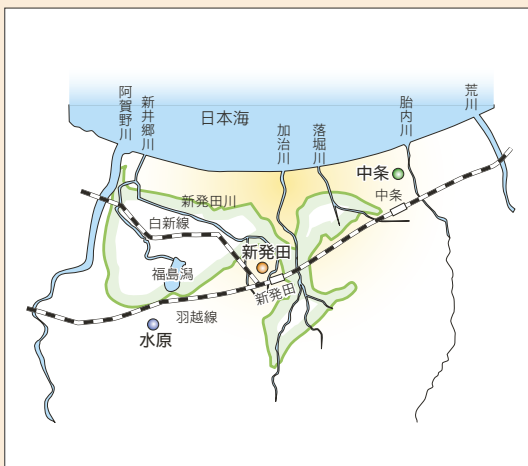 阿賀野川
新井郷川
日本海
加治川
落堀川
胎内川
荒川
中条
中条
新発田川
白新線
新発田
福島潟
新発田
羽越線
水原